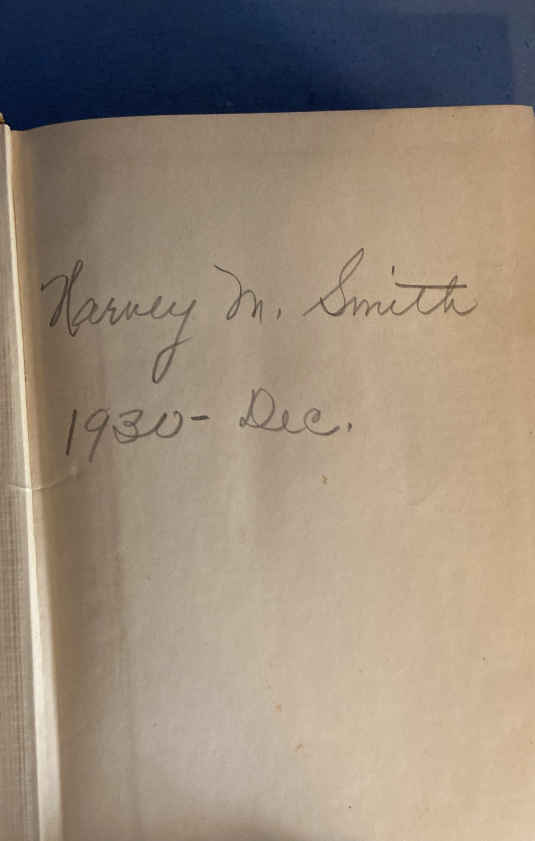 Harvey M. Smith
1930- Dec.